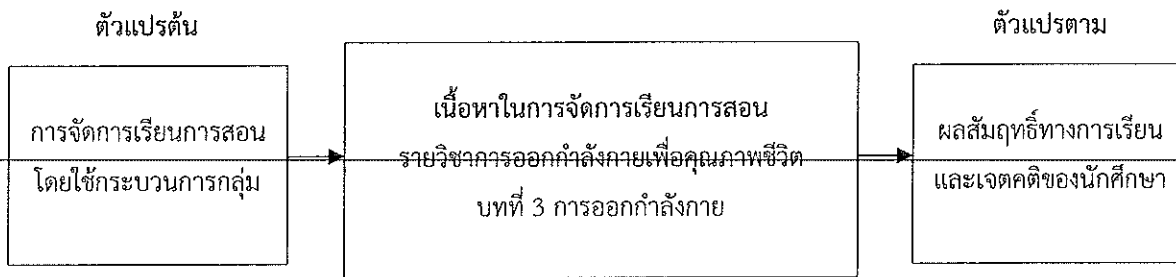 ตัวแปรต้น
การจัดการเรียนการสอน
โดยใช้กระบวนการกลุ่ม
เนื้อหาในการจัดการเรียนการสอน
รายวิชาการออกกำลังกายเพื่อคุณภาพชีวิต
บทที่ 3 การออกกำลังกาย
ตัวแปรตาม
ผลสัมฤทธิ์ทางการเรียน
และเจตคติของนักศึกษา